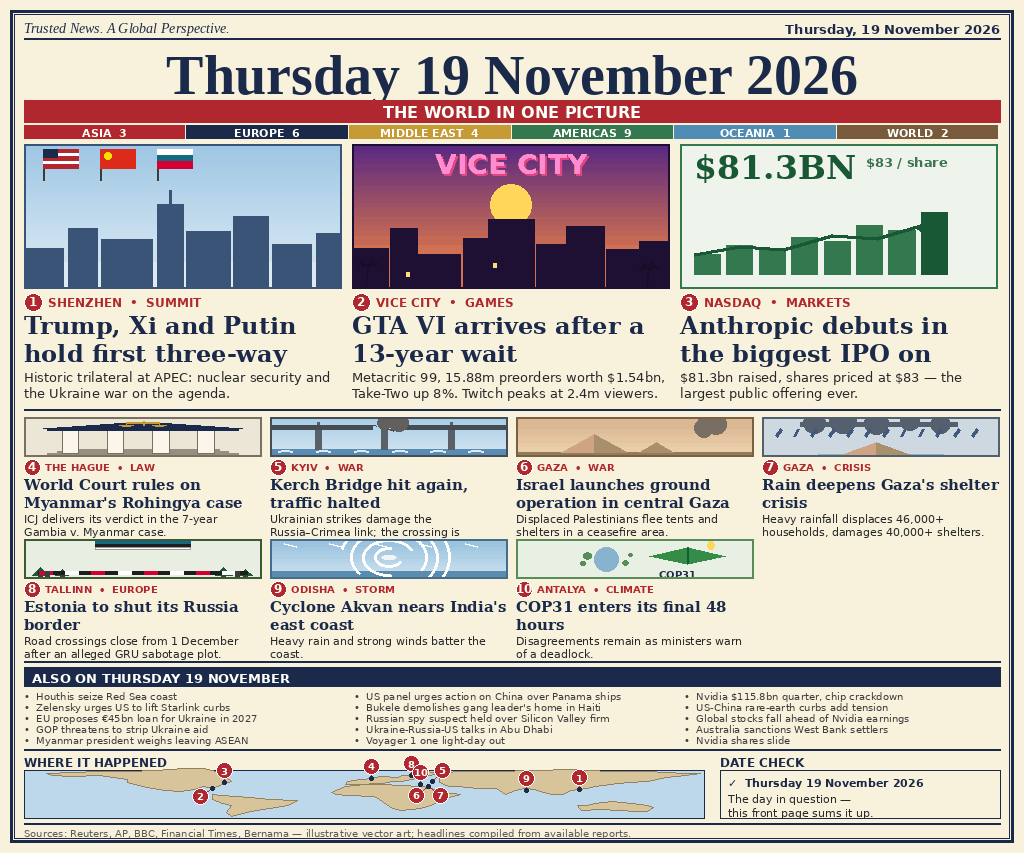 Trusted News. A Global Perspective.
Thursday, 19 November 2026
Thursday 19 November 2026
THE WORLD IN ONE PICTURE
ASIA 3
EUROPE 6
MIDDLE EAST 4
AMERICAS 9
OCEANIA 1
WORLD 2
VICE CITY
$81.3BN
$83 / share
1 SHENZHEN • SUMMIT
Trump, Xi and Putin
hold first three-way
Historic trilateral at APEC: nuclear security and
the Ukraine war on the agenda.
2 VICE CITY • GAMES
GTA VI arrives after a
13-year wait
Metacritic 99, 15.88m preorders worth $1.54bn,
Take-Two up 8%. Twitch peaks at 2.4m viewers.
3 NASDAQ • MARKETS
Anthropic debuts in
the biggest IPO on
$81.3bn raised, shares priced at $83 — the
largest public offering ever.
4 THE HAGUE • LAW
World Court rules on
Myanmar's Rohingya case
ICJ delivers its verdict in the 7-year
Gambia v. Myanmar case.
5 KYIV • WAR
Kerch Bridge hit again,
traffic halted
Ukrainian strikes damage the
Russia–Crimea link; the crossing is
6 GAZA • WAR
Israel launches ground
operation in central Gaza
Displaced Palestinians flee tents and
shelters in a ceasefire area.
7 GAZA • CRISIS
Rain deepens Gaza's shelter
crisis
Heavy rainfall displaces 46,000+
households, damages 40,000+ shelters.
8 TALLINN • EUROPE
Estonia to shut its Russia
border
Road crossings close from 1 December
after an alleged GRU sabotage plot.
9 ODISHA • STORM
Cyclone Akvan nears India's
east coast
Heavy rain and strong winds batter the
coast.
COP31
10 ANTALYA • CLIMATE
COP31 enters its final 48
hours
Disagreements remain as ministers warn
of a deadlock.
ALSO ON THURSDAY 19 NOVEMBER
• Houthis seize Red Sea coast
• Zelensky urges US to lift Starlink curbs
• EU proposes €45bn loan for Ukraine in 2027
• GOP threatens to strip Ukraine aid
• Myanmar president weighs leaving ASEAN
• US panel urges action on China over Panama ships
• Bukele demolishes gang leader's home in Haiti
• Russian spy suspect held over Silicon Valley firm
• Ukraine-Russia-US talks in Abu Dhabi
• Voyager 1 one light-day out
• Nvidia $115.8bn quarter, chip crackdown
• US-China rare-earth curbs add tension
• Global stocks fall ahead of Nvidia earnings
• Australia sanctions West Bank settlers
• Nvidia shares slide
WHERE IT HAPPENED
3
2
4
8
10
5
6
7
9
1
DATE CHECK
✓ Thursday 19 November 2026
The day in question —
this front page sums it up.
Sources: Reuters, AP, BBC, Financial Times, Bernama — illustrative vector art; headlines compiled from available reports.